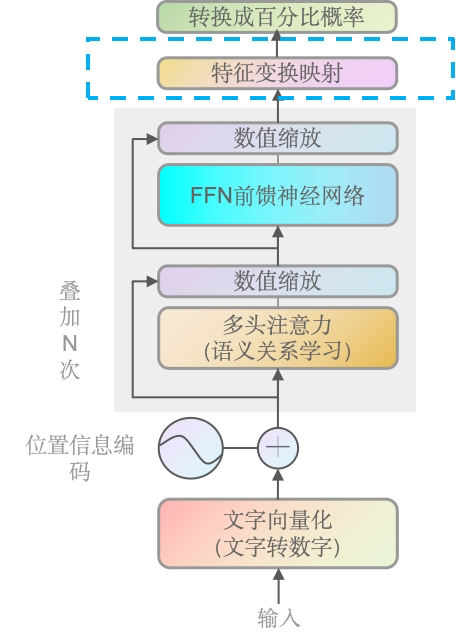 转换成百分比概率
特征变换映射
数值缩放
FFN前馈神经网络
数值缩放
多头注意力
(语义关系学习)
叠
加
N
次
位置信息编
码
文字向量化
(文字转数字)
输入